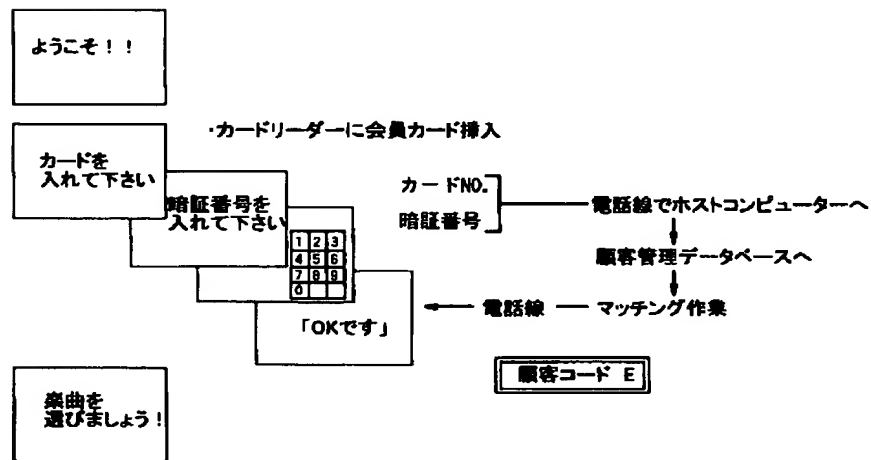 ようこそ！！
・カードリーダーに会員カード挿入
カードを
入れて下さい
暗証番号を
入れて下さい
1 2 3
4 5 6
7 8 9
0
カードNO.
暗証番号
電話線でホストコンピューターへ
顧客管理データベースへ
マッチング作業
電話線
「OKです」
顧客コード E
楽曲を
選びましょう！